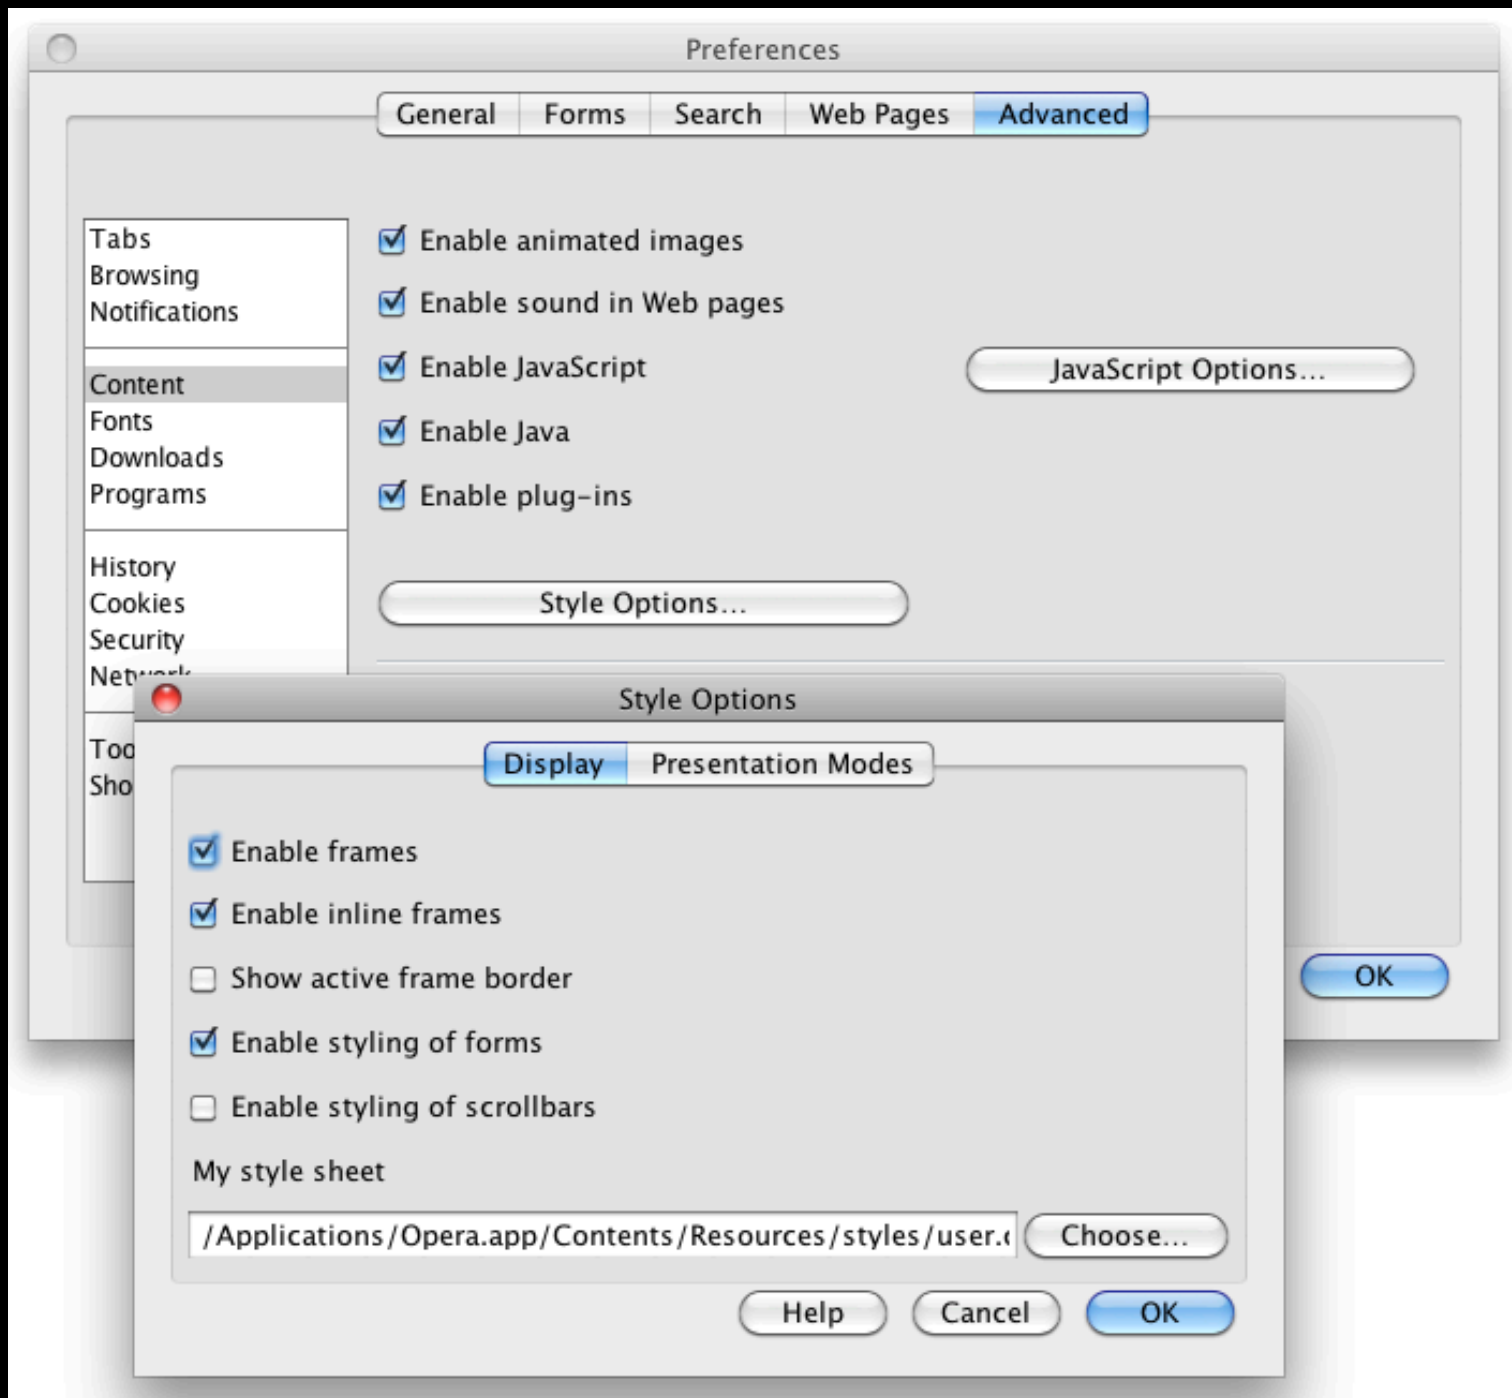 Preferences
General Forms Search Web Pages Advanced
Tabs
Browsing
Notifications
Content
Fonts
Downloads
Programs
History
Cookies
Security
Network
Enable animated images
Enable sound in Web pages
Enable JavaScript
JavaScript Options...
Enable Java
Enable plug-ins
Style Options...
OK
Style Options
Display Presentation Modes
Enable frames
Enable inline frames
Show active frame border
Enable styling of forms
Enable styling of scrollbars
My style sheet
/Applications/Opera.app/Contents/Resources/styles/user. Choose...
Help Cancel OK